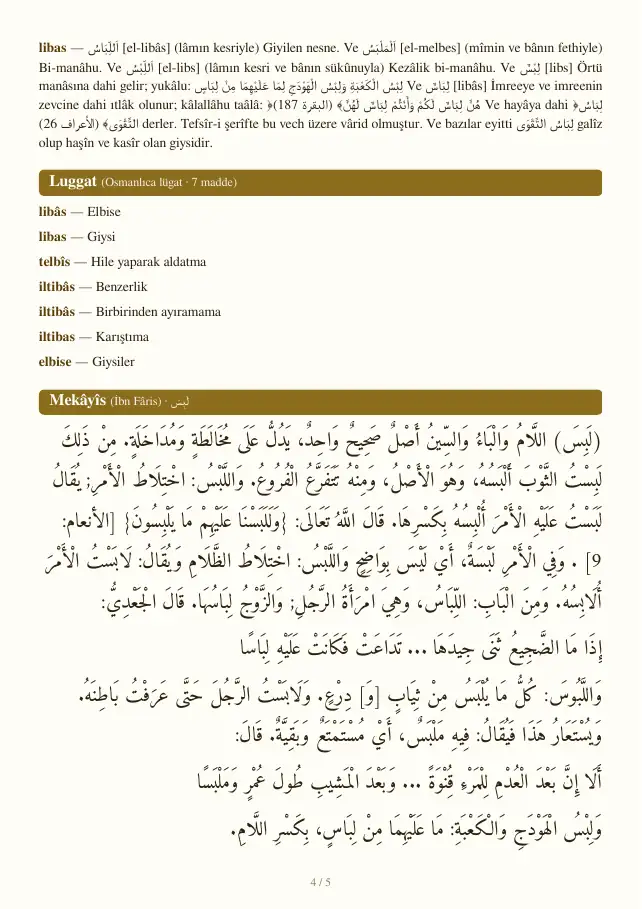 libas — اَللِّبَاسُ [el-libâs] (lâmın kesriyle) Giyilen nesne. Ve اَلْمَلْبَسُ [el-melbes] (mîmin ve bânın fethiyle)
Bi-manâhu. Ve اَللِّبْسُ [el-libs] (lâmın kesri ve bânın sükûnuyla) Kezâlik bi-manâhu. Ve لِبْسٌ [libs] Örtü
manâsına dahi gelir; yukâlu: لِبْسُ الْكَعْبَةِ وَلِبْسُ الْهَوْدَجِ لِمَا عَلَيْهِمَا مِنْ لِبَاسٍ Ve لِبَاسٌ [libâs] İmreeye ve imreenin
zevcine dahi ıtlâk olunur; kâlallâhu taâlâ: ﴿هُنَّ لِبَاسٌ لَكُمْ وَأَنْتُمْ لِبَاسٌ لَهُنَّ﴾ (البقرة 187) Ve hayâya dahi ﴿لِبَاسُ
التَّقْوَى﴾ (الأعراف 26) derler. Tefsîr-i şerîfte bu vech üzere vârid olmuştur. Ve bazılar eyitti لِبَاسُ التَّقْوَى galîz
olup haşîn ve kasîr olan giysidir.
Luggat (Osmanlıca lügat · 7 madde)
libâs — Elbise
libas — Giysi
telbîs — Hile yaparak aldatma
iltibâs — Benzerlik
iltibâs — Birbirinden ayıramama
iltibas — Karıştıma
elbise — Giysiler
Mekâyîs (İbn Fâris) · لَبِسَ
(لَبِسَ) اللَّامُ وَالْبَاءُ وَالسِّينُ أَصْلٌ صَحِيحٌ وَاحِدٌ، يَدُلُّ عَلَى مُخَالَطَةٍ وَمُدَاخَلَةٍ. مِنْ ذَلِكَ
لَبِسْتُ الثَّوْبَ أَلْبَسُهُ، وَهُوَ الْأَصْلُ، وَمِنْهُ تَتَفَرَّعُ الْفُرُوعُ. وَاللَّبْسُ: اخْتِلَاطُ الْأَمْرِ; يُقَالُ
لَبَسْتُ عَلَيْهِ الْأَمْرَ أُلْبِسُهُ بِكَسْرِهَا. قَالَ اللَّهُ تَعَالَى: {وَلَلَبَسْنَا عَلَيْهِمْ مَا يَلْبِسُونَ} [الأنعام:
9] . وَفِي الْأَمْرِ لَبْسَةٌ، أَيْ لَيْسَ بِوَاضِحٍ وَاللَّبْسُ: اخْتِلَاطُ الظَّلَامِ وَيُقَالُ: لَابَسْتُ الْأَمْرَ
أُلَابِسُهُ. وَمِنَ الْبَابِ: اللِّبَاسُ، وَهِيَ امْرَأَةُ الرَّجُلِ; وَالزَّوْجُ لِبَاسُهَا. قَالَ الْجَعْدِيُّ:
إِذَا مَا الضَّجِيعُ ثَنَى جِيدَهَا ... تَدَاعَتْ فَكَانَتْ عَلَيْهِ لِبَاسًا
وَاللَّبُوسَ: كُلُّ مَا يُلْبَسُ مِنْ ثِيَابٍ [وَ] دِرْعٍ. وَلَابَسْتُ الرَّجُلَ حَتَّى عَرَفْتُ بَاطِنَهُ.
وَيُسْتَعَارُ هَذَا فَيُقَالُ: فِيهِ مَلْبَسٌ، أَيْ مُسْتَمْتَعٌ وَبَقِيَّةٌ. قَالَ:
أَلَا إِنَّ بَعْدَ الْعُدْمِ لِلْمَرْءِ قُنْوَةً ... وَبَعْدَ الْمَشِيبِ طُولَ عُمْرٍ وَمَلْبَسًا
وَلِبْسُ الْهَوْدَجِ وَالْكَعْبَةِ: مَا عَلَيْهِمَا مِنْ لِبَاسٍ، بِكَسْرِ اللَّامِ.
4 / 5